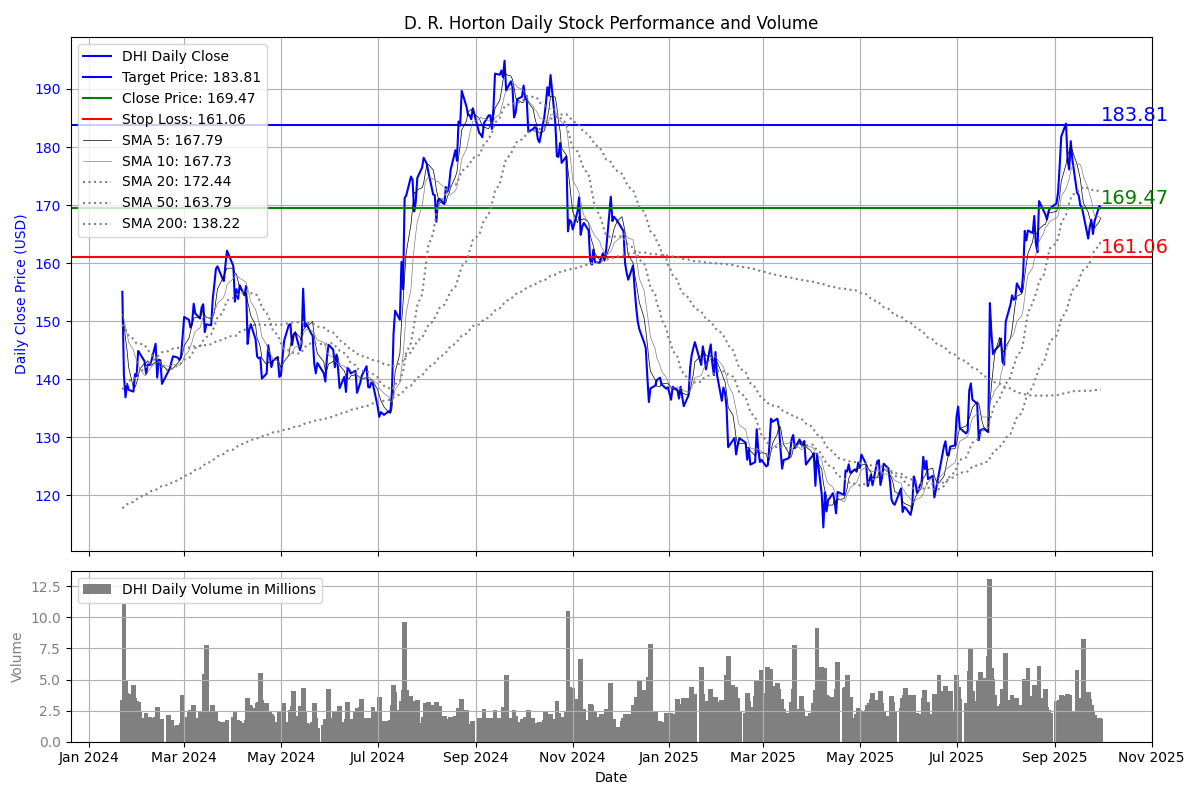 D. R. Horton Daily Stock Performance and Volume
DHI Daily Close
Target Price: 183.81
Close Price: 169.47
Stop Loss: 161.06
SMA 5: 167.79
SMA 10: 167.73
SMA 20: 172.44
SMA 50: 163.79
SMA 200: 138.22
190
180
170
160
150
140
130
120
Daily Close Price (USD)
183.81
169.47
161.06
DHI Daily Volume in Millions
12.5
10.0
7.5
5.0
2.5
0.0
Volume
Jan 2024 Mar 2024 May 2024 Jul 2024 Sep 2024 Nov 2024 Jan 2025 Mar 2025 May 2025 Jul 2025 Sep 2025 Nov 2025
Date